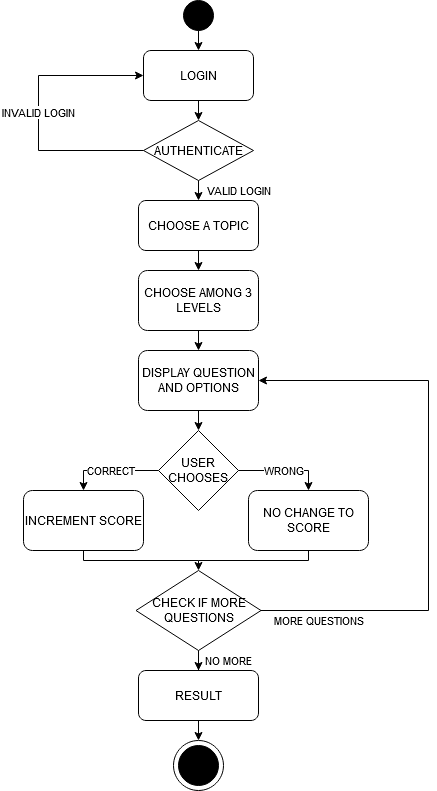 LOGIN
INVALID LOGIN
AUTHENTICATE
VALID LOGIN
CHOOSE A TOPIC
CHOOSE AMONG 3
LEVELS
DISPLAY QUESTION
AND OPTIONS
USER
CHOOSES
CORRECT
WRONG
INCREMENT SCORE
NO CHANGE TO
SCORE
CHECK IF MORE
QUESTIONS
MORE QUESTIONS
NO MORE
RESULT